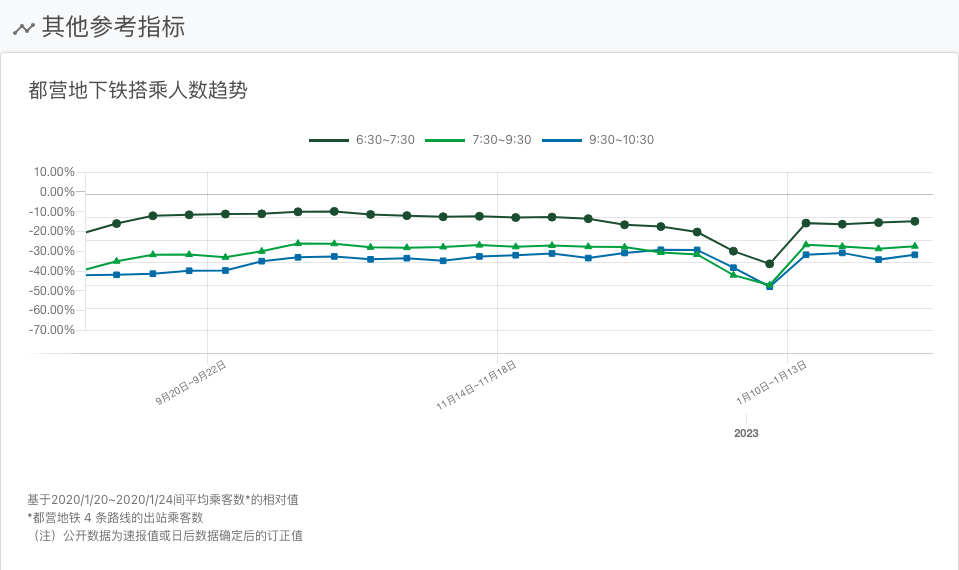 其他参考指标
都营地下铁搭乘人数趋势
6:30~7:30 7:30~9:30 9:30~10:30
10.00%
0.00%
-10.00%
-20.00%
-30.00%
-40.00%
-50.00%
-60.00%
-70.00%
9月20日~9月22日 11月14日~11月18日 1月10日~1月13日
2023
基于2020/1/20~2020/1/24间平均乘客数*的相对值
*都营地铁 4 条路线的出站乘客数
（注）公开数据为速报值或日后数据确定后的订正值